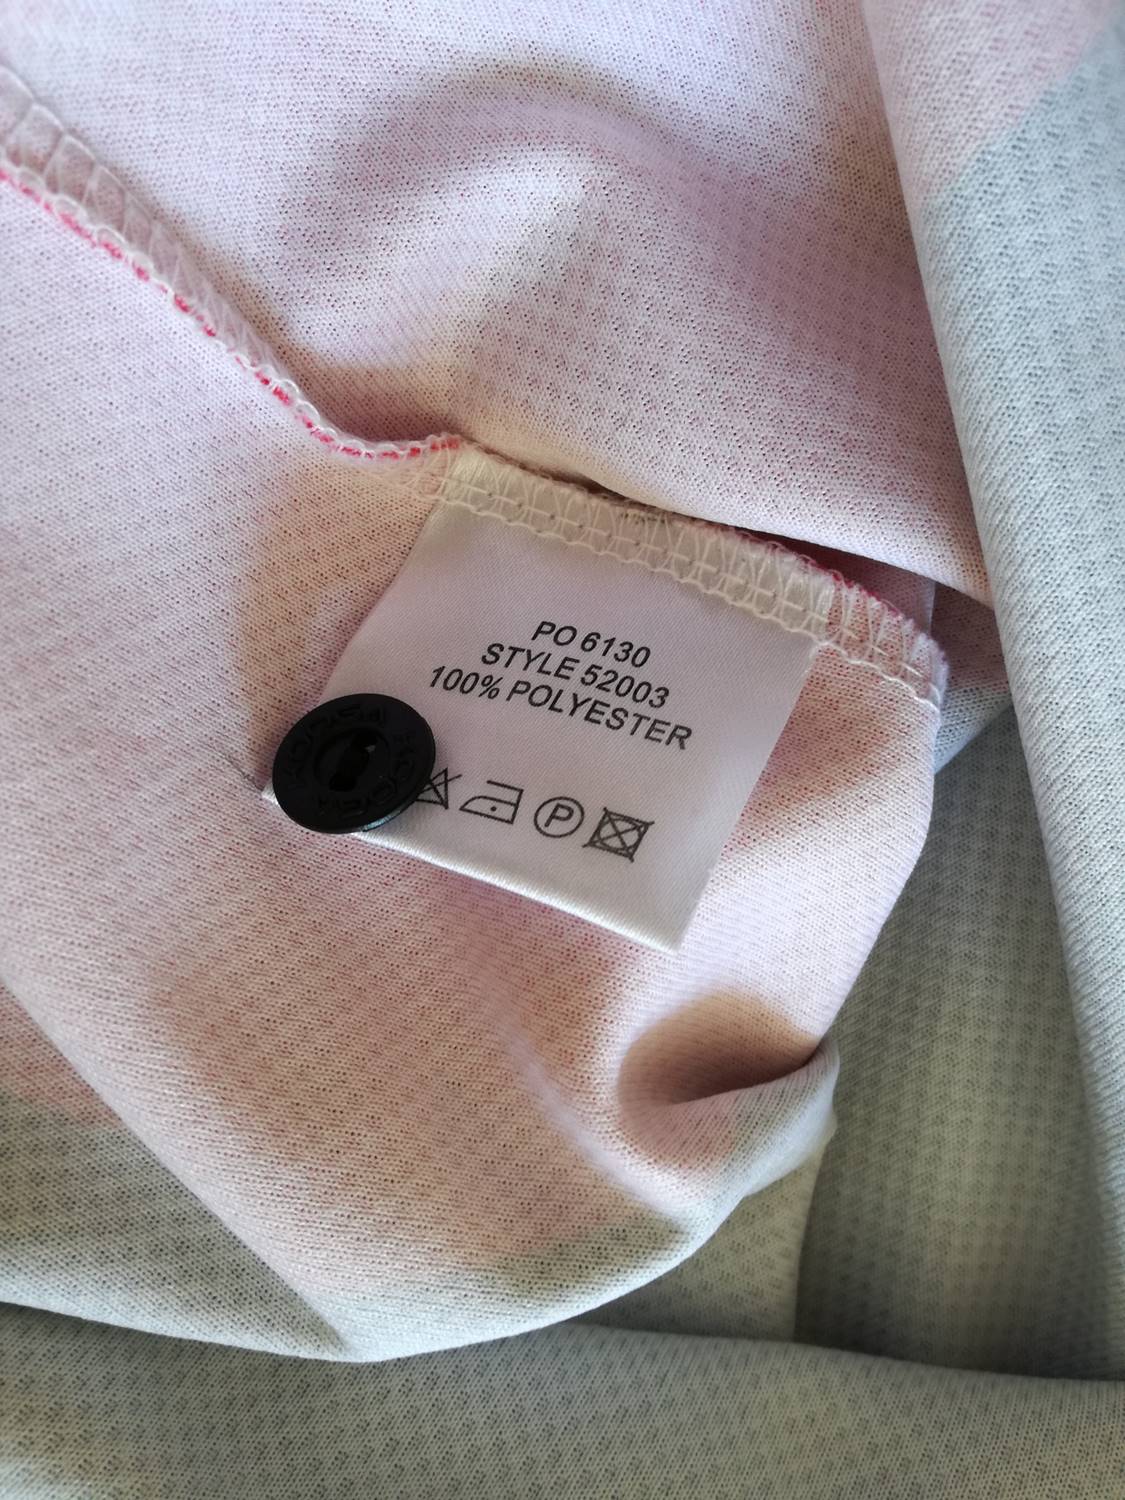 PO 6130
STYLE 52003
100% POLYESTER
P